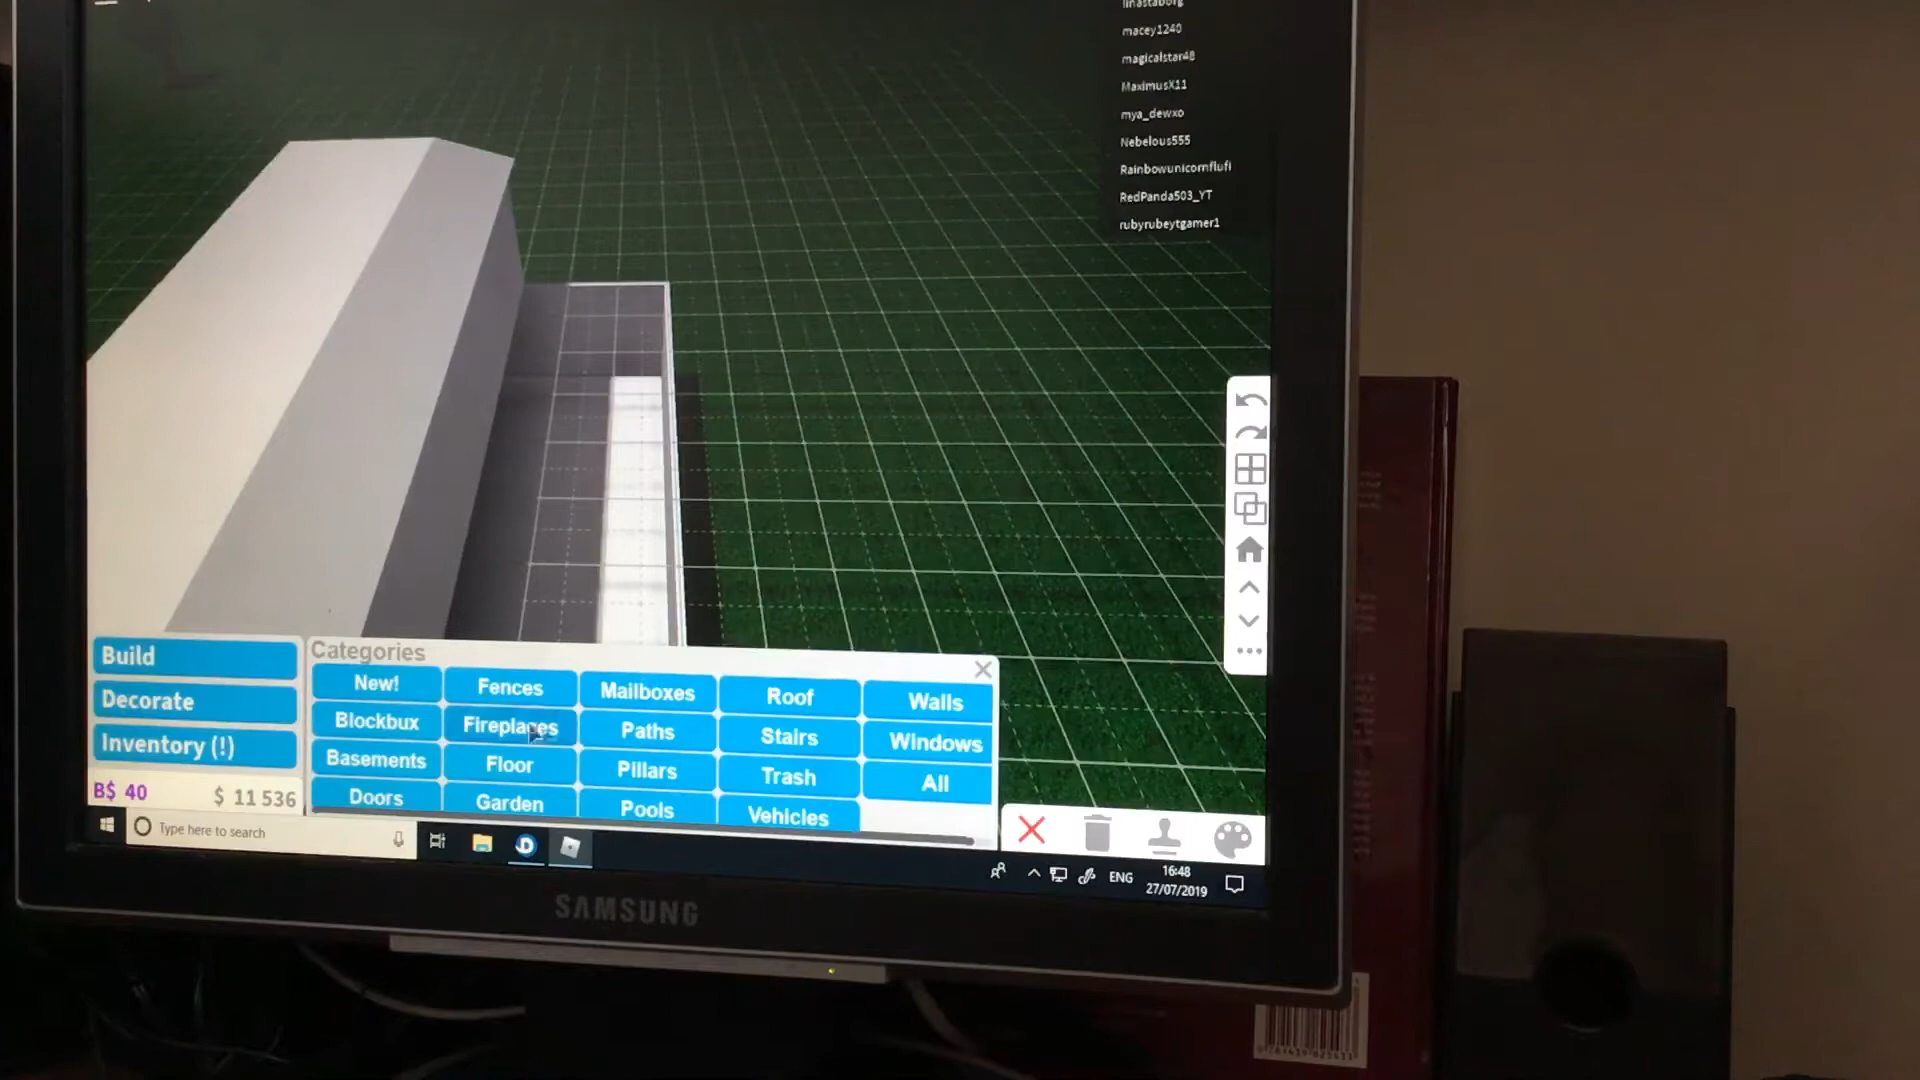 macey1240
magicalstar48
MaximusX11
mya_dewxo
Nebelous555
Rainbowunicornflufi
RedPanda503_YT
rubyrubeytgamer1
Build
Decorate
Inventory (!)
B$ 40
$ 11 536
Categories
New!
Fences
Mailboxes
Roof
Walls
Blockbux
Fireplaces
Paths
Stairs
Windows
Basements
Floor
Pillars
Trash
All
Doors
Garden
Pools
Vehicles
Type here to search
ENG
16:48
27/07/2019
SAMSUNG